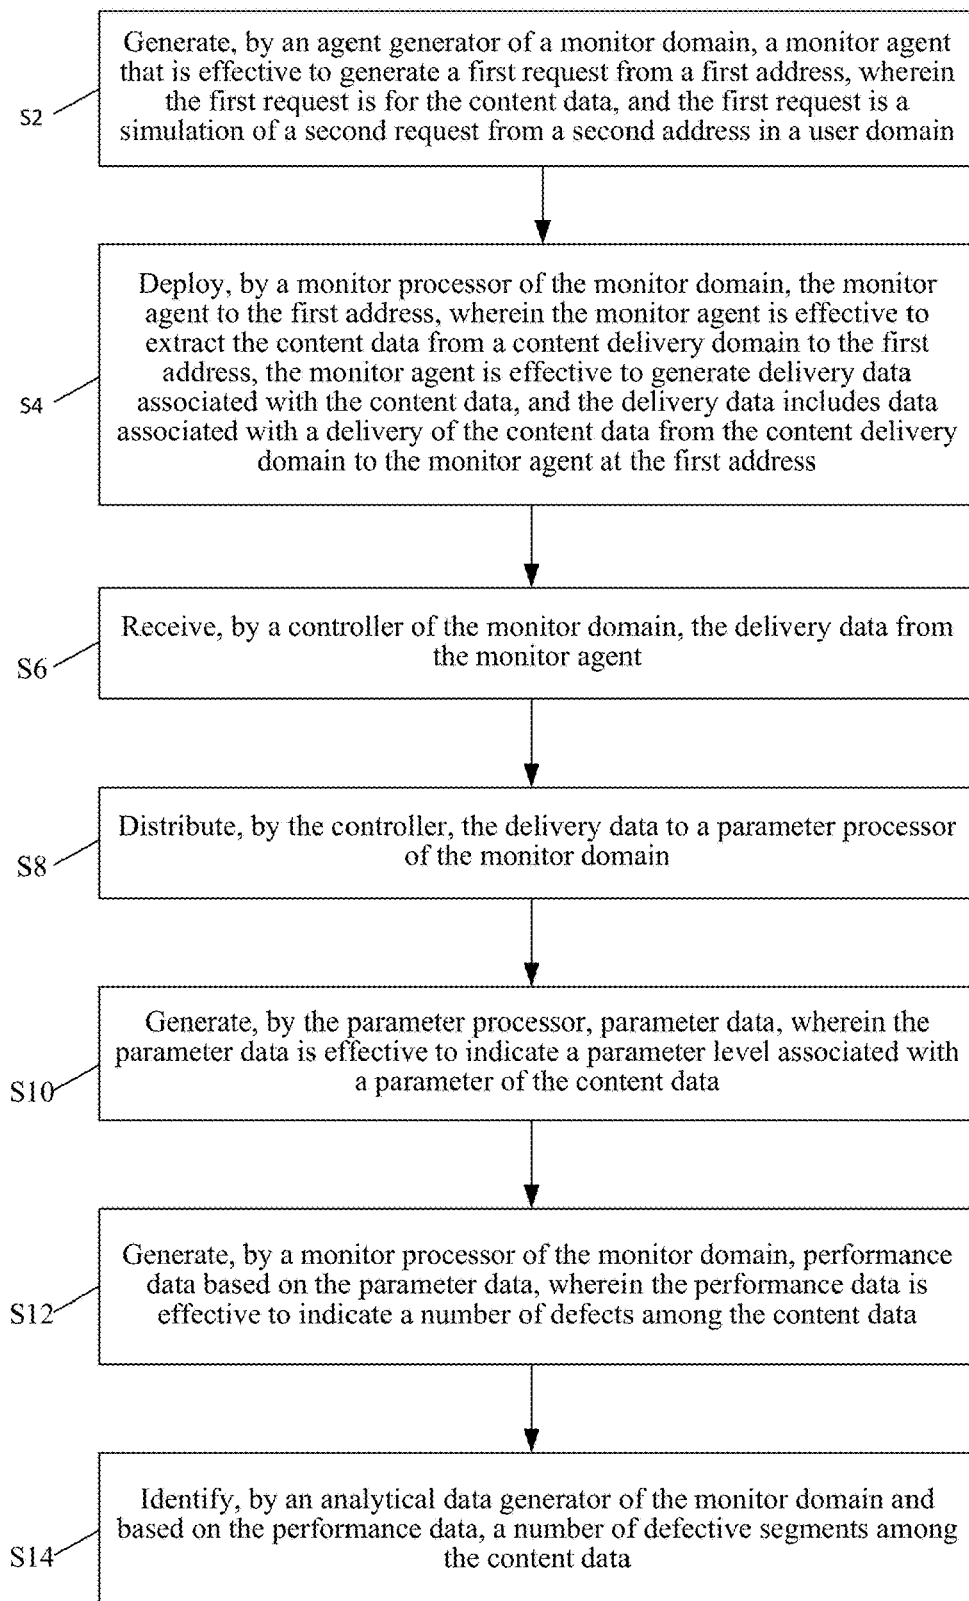 Generate, by an agent generator of a monitor domain, a monitor agent
that is effective to generate a first request from a first address, wherein
the first request is for the content data, and the first request is a
simulation of a second request from a second address in a user domain
S2
Deploy, by a monitor processor of the monitor domain, the monitor
agent to the first address, wherein the monitor agent is effective to
extract the content data from a content delivery domain to the first
address, the monitor agent is effective to generate delivery data
associated with the content data, and the delivery data includes data
associated with a delivery of the content data from the content delivery
domain to the monitor agent at the first address
S4
Receive, by a controller of the monitor domain, the delivery data from
the monitor agent
S6
Distribute, by the controller, the delivery data to a parameter processor
of the monitor domain
S8
Generate, by the parameter processor, parameter data, wherein the
parameter data is effective to indicate a parameter level associated with
a parameter of the content data
S10
Generate, by a monitor processor of the monitor domain, performance
data based on the parameter data, wherein the performance data is
effective to indicate a number of defects among the content data
S12
Identify, by an analytical data generator of the monitor domain and
based on the performance data, a number of defective segments among
the content data
S14